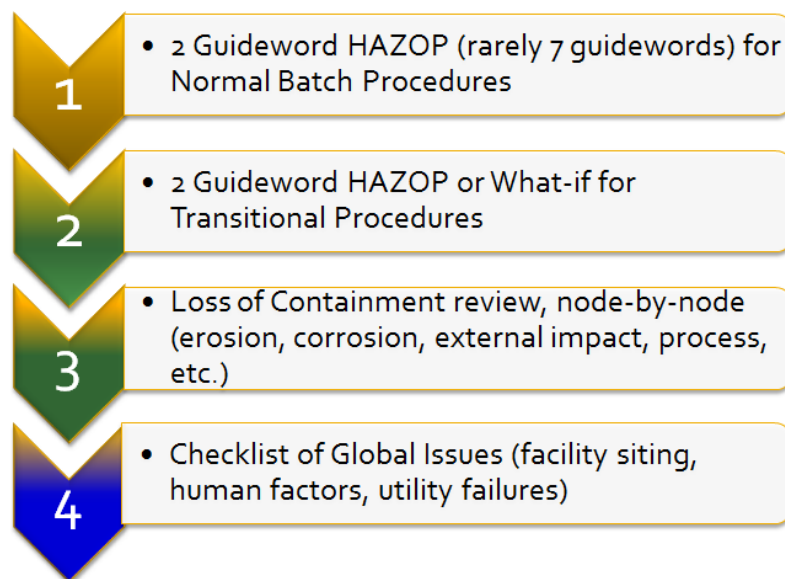 1
• 2 Guideword HAZOP (rarely 7 guidewords) for
Normal Batch Procedures
2
• 2 Guideword HAZOP or What-if for
Transitional Procedures
3
• Loss of Containment review, node-by-node
(erosion, corrosion, external impact, process,
etc.)
4
• Checklist of Global Issues (facility siting,
human factors, utility failures)